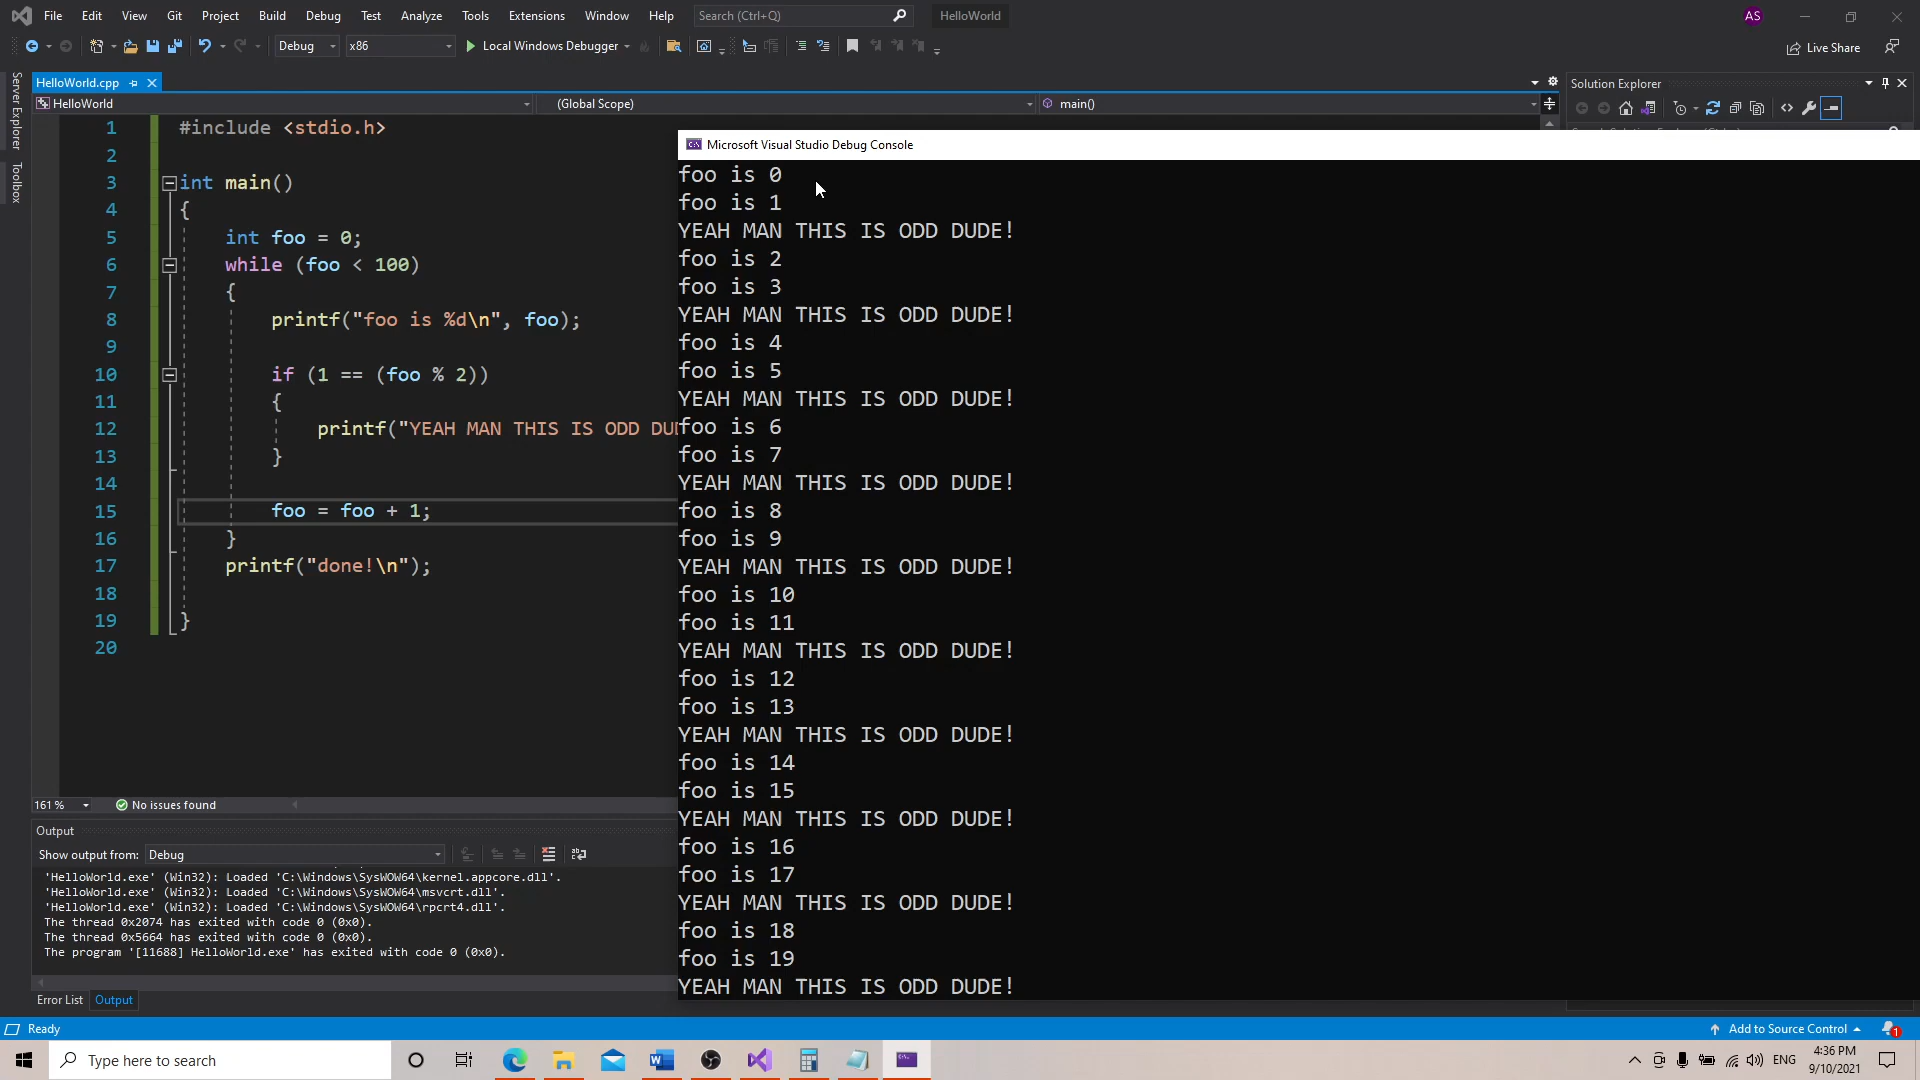 File Edit View Git Project Build Debug Test Analyze Tools Extensions Window Help Search (Ctrl+Q) HelloWorld AS
Debug x86 Local Windows Debugger Live Share
Server Explorer
Toolbox
HelloWorld.cpp
HelloWorld (Global Scope) main()
1 #include <stdio.h>
2
3 int main()
4 {
5 int foo = 0;
6 while (foo < 100)
7 {
8 printf("foo is %d\n", foo);
9
10 if (1 == (foo % 2))
11 {
12 printf("YEAH MAN THIS IS ODD DUD
13 }
14
15 foo = foo + 1;
16 }
17 printf("done!\n");
18
19 }
20
161 % No issues found
Output
Show output from: Debug
'HelloWorld.exe' (Win32): Loaded 'C:\Windows\SysWOW64\kernel.appcore.dll'.
'HelloWorld.exe' (Win32): Loaded 'C:\Windows\SysWOW64\msvcrt.dll'.
'HelloWorld.exe' (Win32): Loaded 'C:\Windows\SysWOW64\rpcrt4.dll'.
The thread 0x2074 has exited with code 0 (0x0).
The thread 0x5664 has exited with code 0 (0x0).
The program '[11688] HelloWorld.exe' has exited with code 0 (0x0).
Error List Output
Microsoft Visual Studio Debug Console
foo is 0
foo is 1
YEAH MAN THIS IS ODD DUDE!
foo is 2
foo is 3
YEAH MAN THIS IS ODD DUDE!
foo is 4
foo is 5
YEAH MAN THIS IS ODD DUDE!
foo is 6
foo is 7
YEAH MAN THIS IS ODD DUDE!
foo is 8
foo is 9
YEAH MAN THIS IS ODD DUDE!
foo is 10
foo is 11
YEAH MAN THIS IS ODD DUDE!
foo is 12
foo is 13
YEAH MAN THIS IS ODD DUDE!
foo is 14
foo is 15
YEAH MAN THIS IS ODD DUDE!
foo is 16
foo is 17
YEAH MAN THIS IS ODD DUDE!
foo is 18
foo is 19
YEAH MAN THIS IS ODD DUDE!
Solution Explorer
Ready Add to Source Control 1
Type here to search
ENG
4:36 PM
9/10/2021